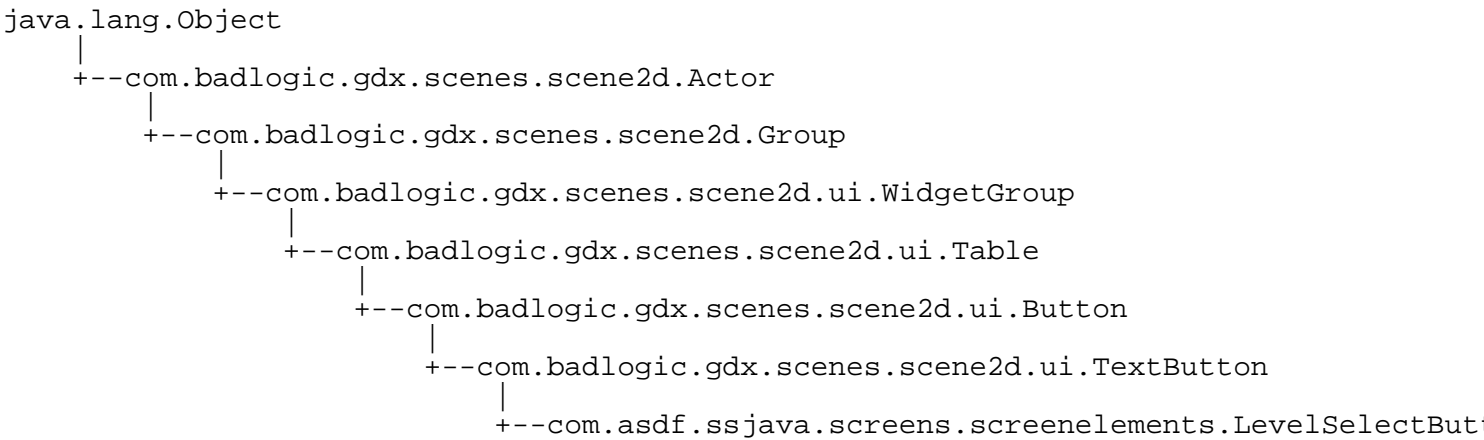 java.lang.Object
|
+--com.badlogic.gdx.scenes.scene2d.Actor
|
+--com.badlogic.gdx.scenes.scene2d.Group
|
+--com.badlogic.gdx.scenes.scene2d.ui.WidgetGroup
|
+--com.badlogic.gdx.scenes.scene2d.ui.Table
|
+--com.badlogic.gdx.scenes.scene2d.ui.Button
|
+--com.badlogic.gdx.scenes.scene2d.ui.TextButton
|
+--com.asdf.ssjava.screens.screenelements.LevelSelectBut